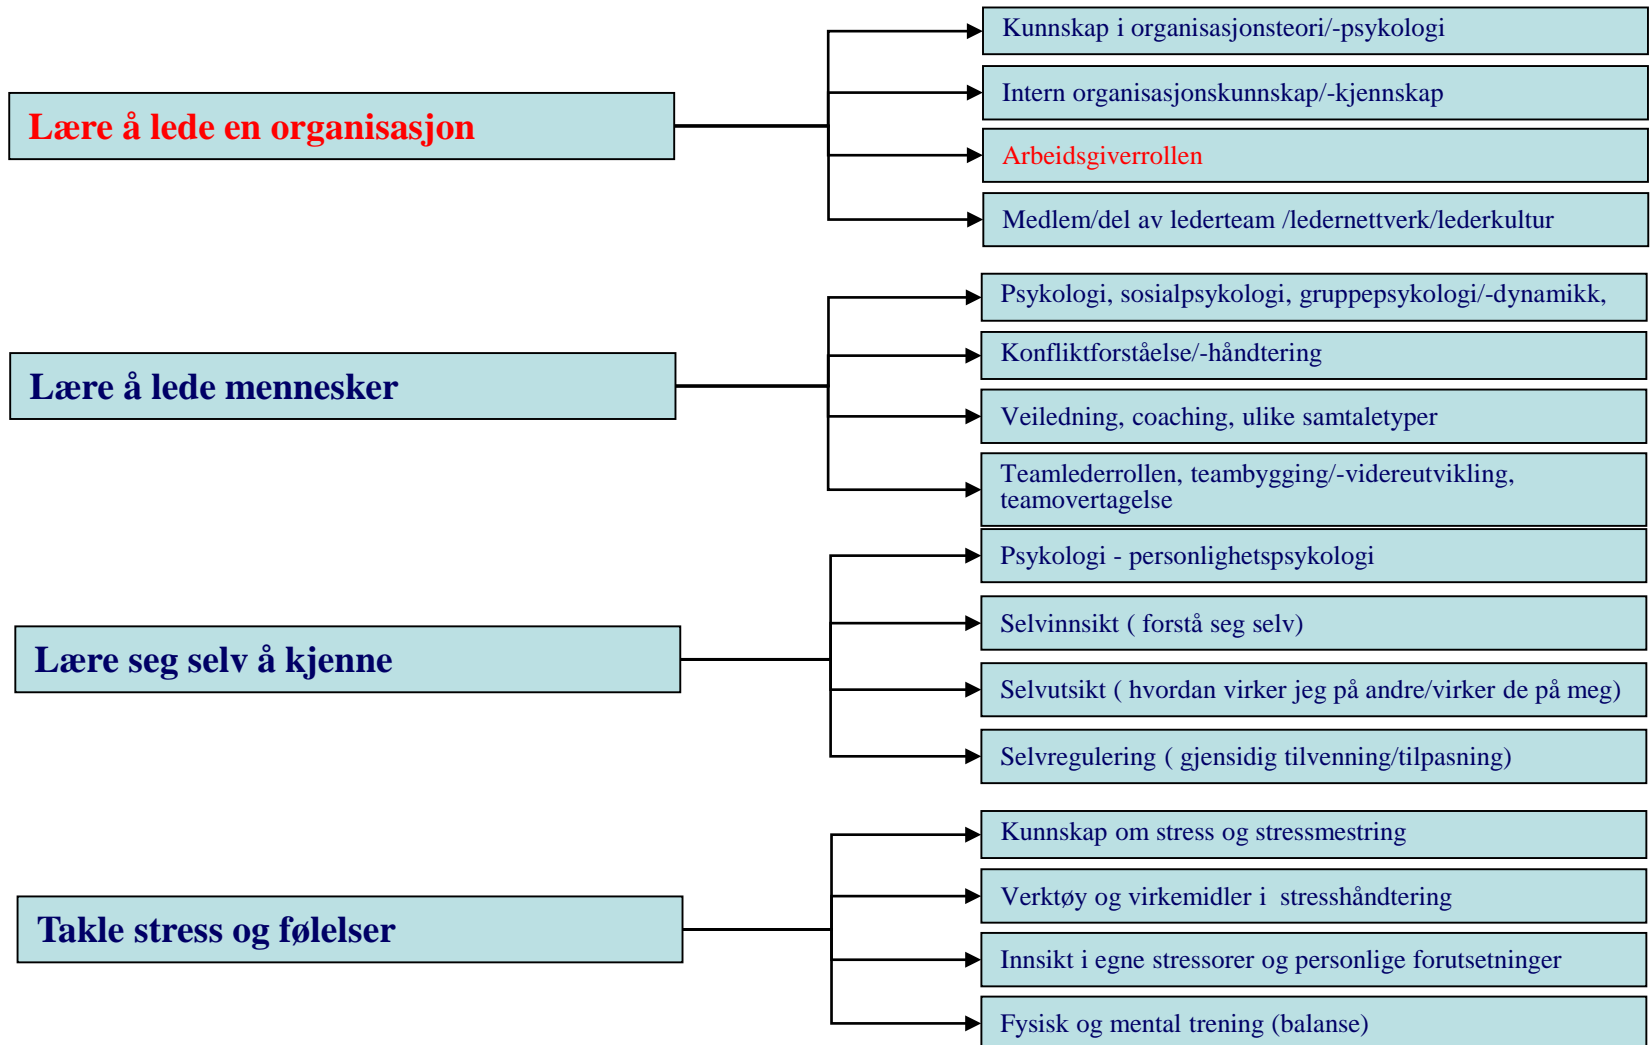 Lære å lede en organisasjon
Kunnskap i organisasjonsteori/-psykologi
Intern organisasjonskunnskap/-kjennskap
Arbeidsgiverrollen
Medlem/del av lederteam /ledernettverk/lederkultur
Lære å lede mennesker
Psykologi, sosialpsykologi, gruppepsykologi/-dynamikk,
Konfliktforståelse/-håndtering
Veiledning, coaching, ulike samtaletyper
Teamlederrollen, teambygging/-videreutvikling,
teamovertagelse
Lære seg selv å kjenne
Psykologi - personlighetspsykologi
Selvinnsikt ( forstå seg selv)
Selvutsikt ( hvordan virker jeg på andre/virker de på meg)
Selvregulering ( gjensidig tilvenning/tilpasning)
Takle stress og følelser
Kunnskap om stress og stressmestring
Verktøy og virkemidler i  stresshåndtering
Innsikt i egne stressorer og personlige forutsetninger
Fysisk og mental trening (balanse)